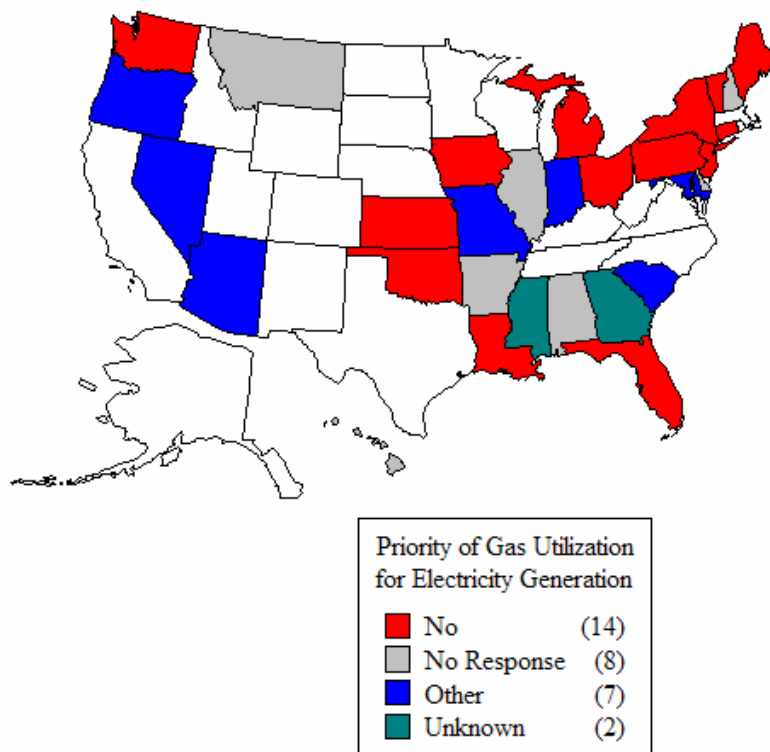 Priority of Gas Utilization
for Electricity Generation
No (14)
No Response (8)
Other (7)
Unknown (2)